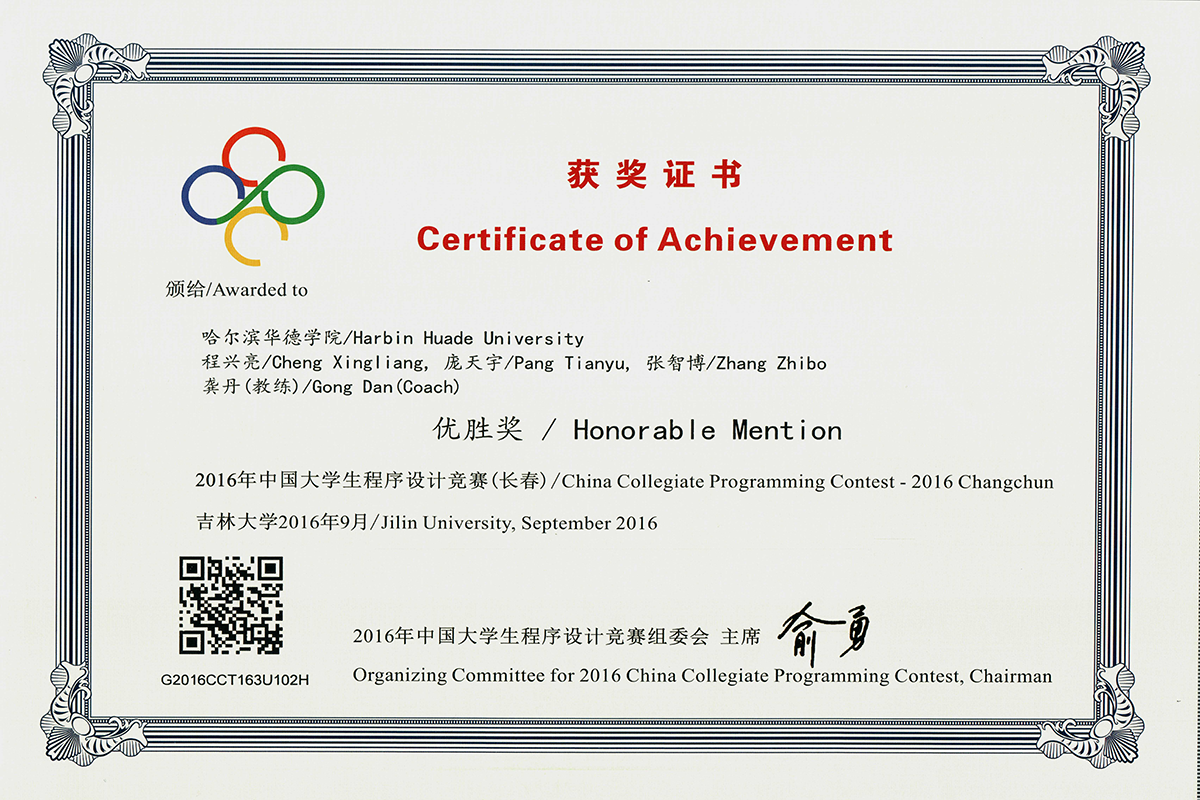 获奖证书
Certificate of Achievement
颁给/Awarded to
哈尔滨华德学院/Harbin Huade University
程兴亮/Cheng Xingliang, 庞天宇/Pang Tianyu, 张智博/Zhang Zhibo
龚丹(教练)/Gong Dan(Coach)
优胜奖 / Honorable Mention
2016年中国大学生程序设计竞赛(长春)/China Collegiate Programming Contest - 2016 Changchun
吉林大学2016年9月/Jilin University, September 2016
2016年中国大学生程序设计竞赛组委会 主席 俞勇
Organizing Committee for 2016 China Collegiate Programming Contest, Chairman
G2016CCT163U102H